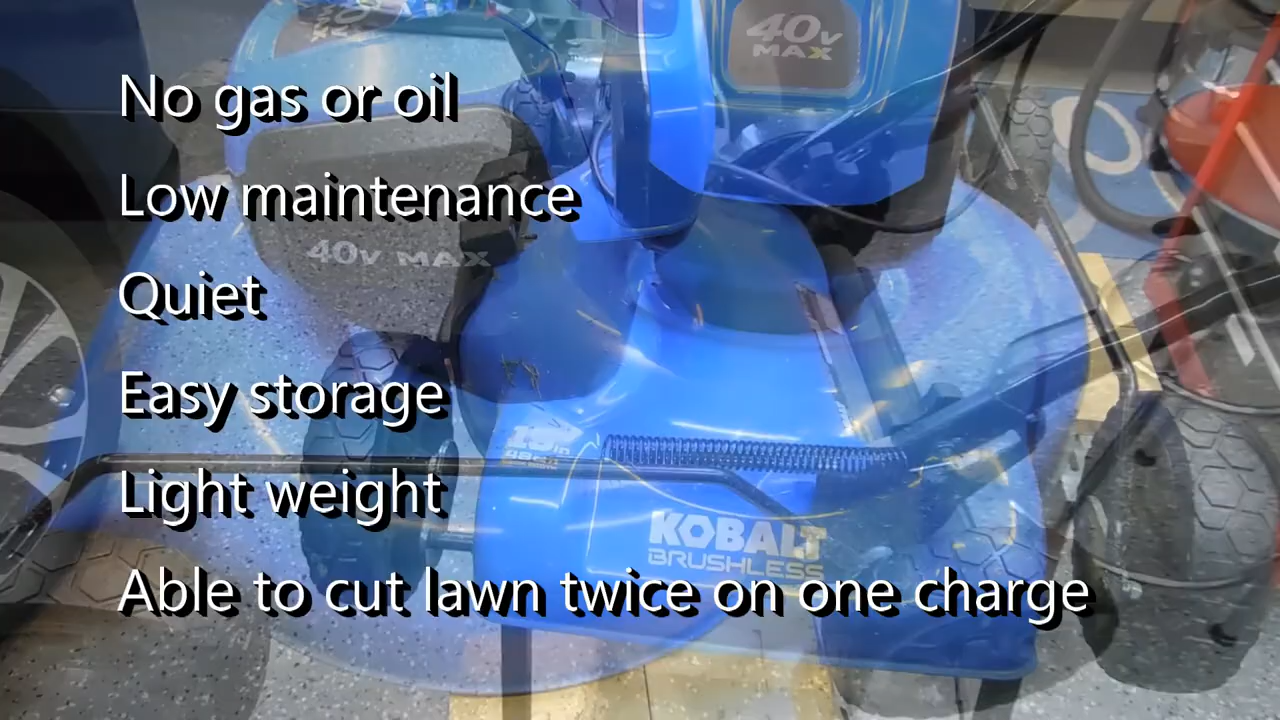 40V
MAX
No gas or oil
Low maintenance
40V MAX
Quiet
Easy storage
Light weight
KOBALT
BRUSHLESS
Able to cut lawn twice on one charge